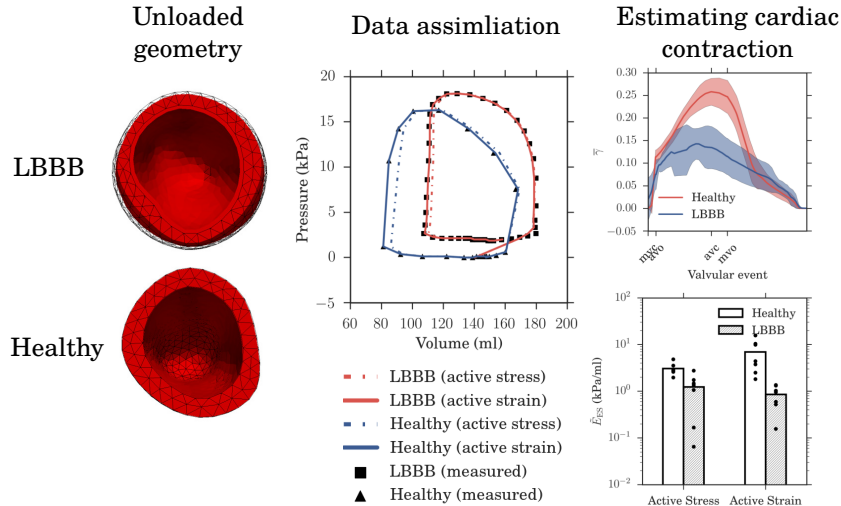 Unloaded
geometry
LBBB
Healthy
Data assimliation
20
15
10
5
0
−5
60 80 100 120 140 160 180 200
Pressure (kPa)
Volume (ml)
LBBB (active stress)
LBBB (active strain)
Healthy (active stress)
Healthy (active strain)
LBBB (measured)
Healthy (measured)
Estimating cardiac
contraction
0.30
0.25
0.20
0.15
0.10
0.05
0.00
−0.05
γ̅
Healthy
LBBB
mvc
avo
avc
mvo
Valvular event
10²
10¹
10⁰
10⁻¹
10⁻²
Ē_ES (kPa/ml)
Healthy
LBBB
Active Stress Active Strain